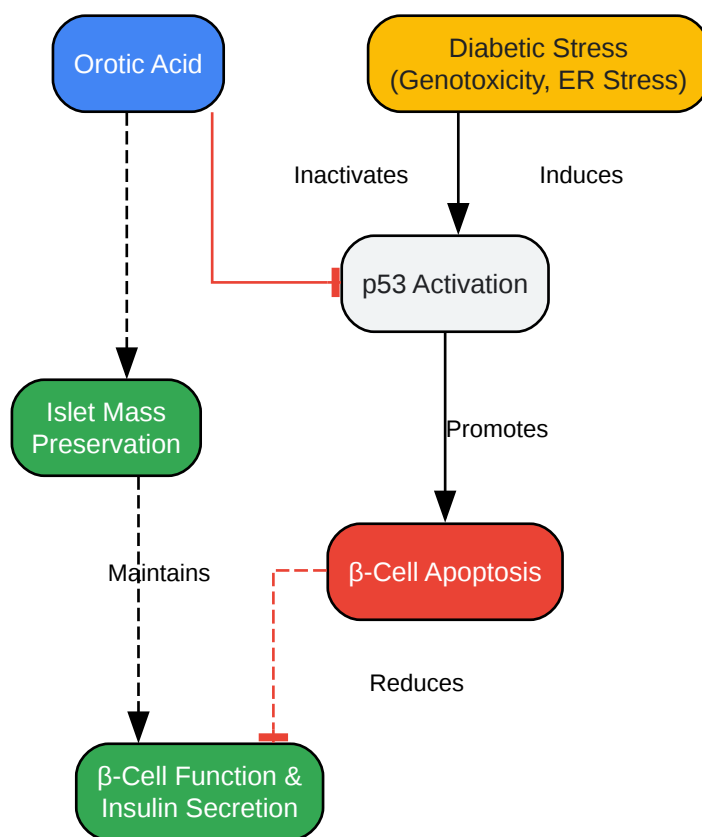 Orotic Acid
Diabetic Stress
(Genotoxicity, ER Stress)
Inactivates
Induces
p53 Activation
Islet Mass
Preservation
Promotes
β-Cell Apoptosis
Maintains
Reduces
β-Cell Function &
Insulin Secretion